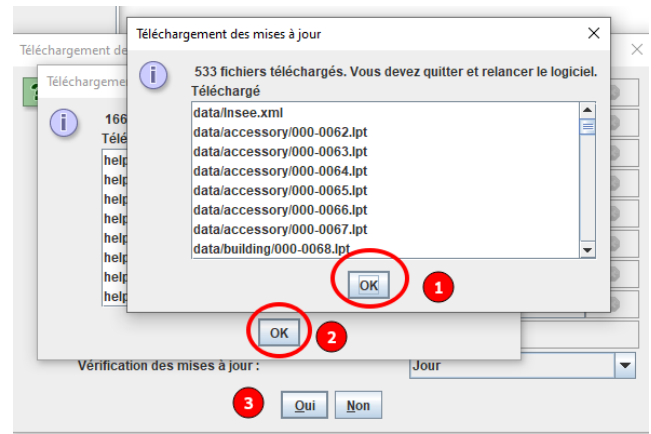 Téléchargement des mises à jour
533 fichiers téléchargés. Vous devez quitter et relancer le logiciel.
Téléchargé
data/Insee.xml
data/accessory/000-0062.lpt
data/accessory/000-0063.lpt
data/accessory/000-0064.lpt
data/accessory/000-0065.lpt
data/accessory/000-0066.lpt
data/accessory/000-0067.lpt
data/building/000-0068.lpt
OK
1
Téléchargement de
Téléchargeme
166
Télé
help
help
help
help
help
help
help
help
OK
2
Vérification des mises à jour :
Jour
3
Oui
Non